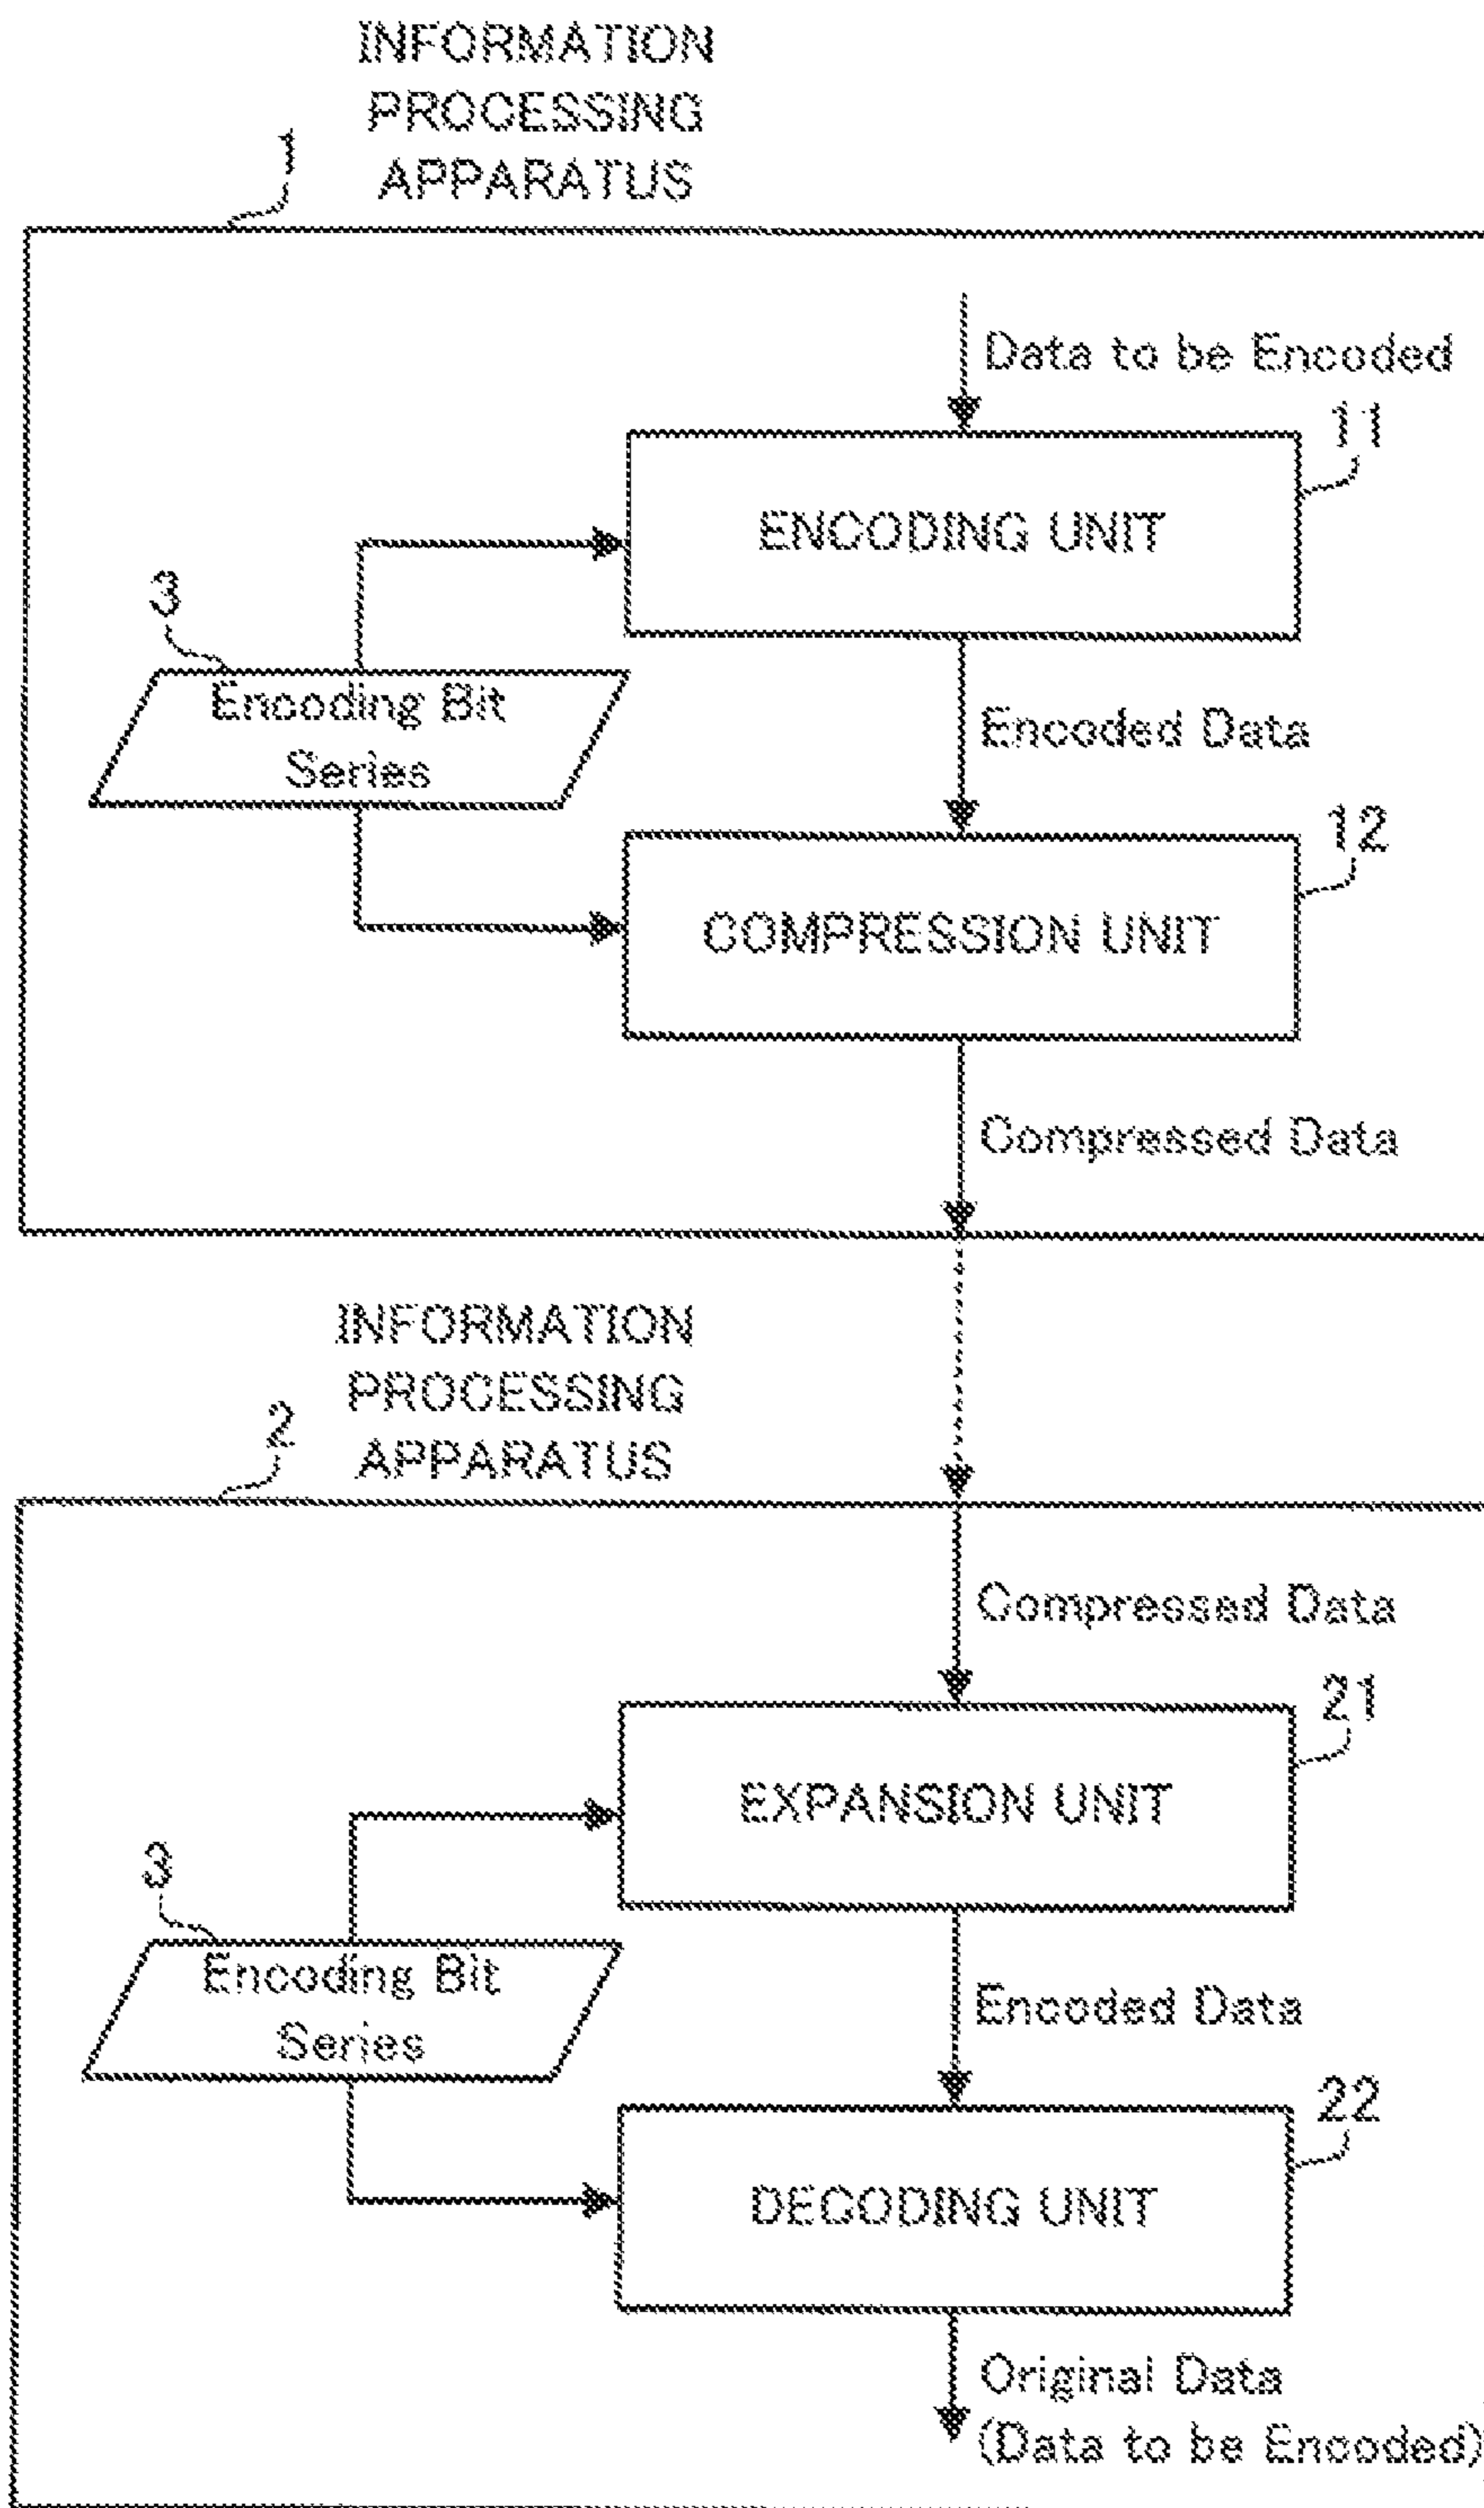 INFORMATION
PROCESSING
APPARATUS
1
Data to be Encoded
11
ENCODING UNIT
3
Encoding Bit
Series
Encoded Data
12
COMPRESSION UNIT
Compressed Data
INFORMATION
PROCESSING
APPARATUS
2
Compressed Data
21
EXPANSION UNIT
3
Encoding Bit
Series
Encoded Data
22
DECODING UNIT
Original Data
(Data to be Encoded)